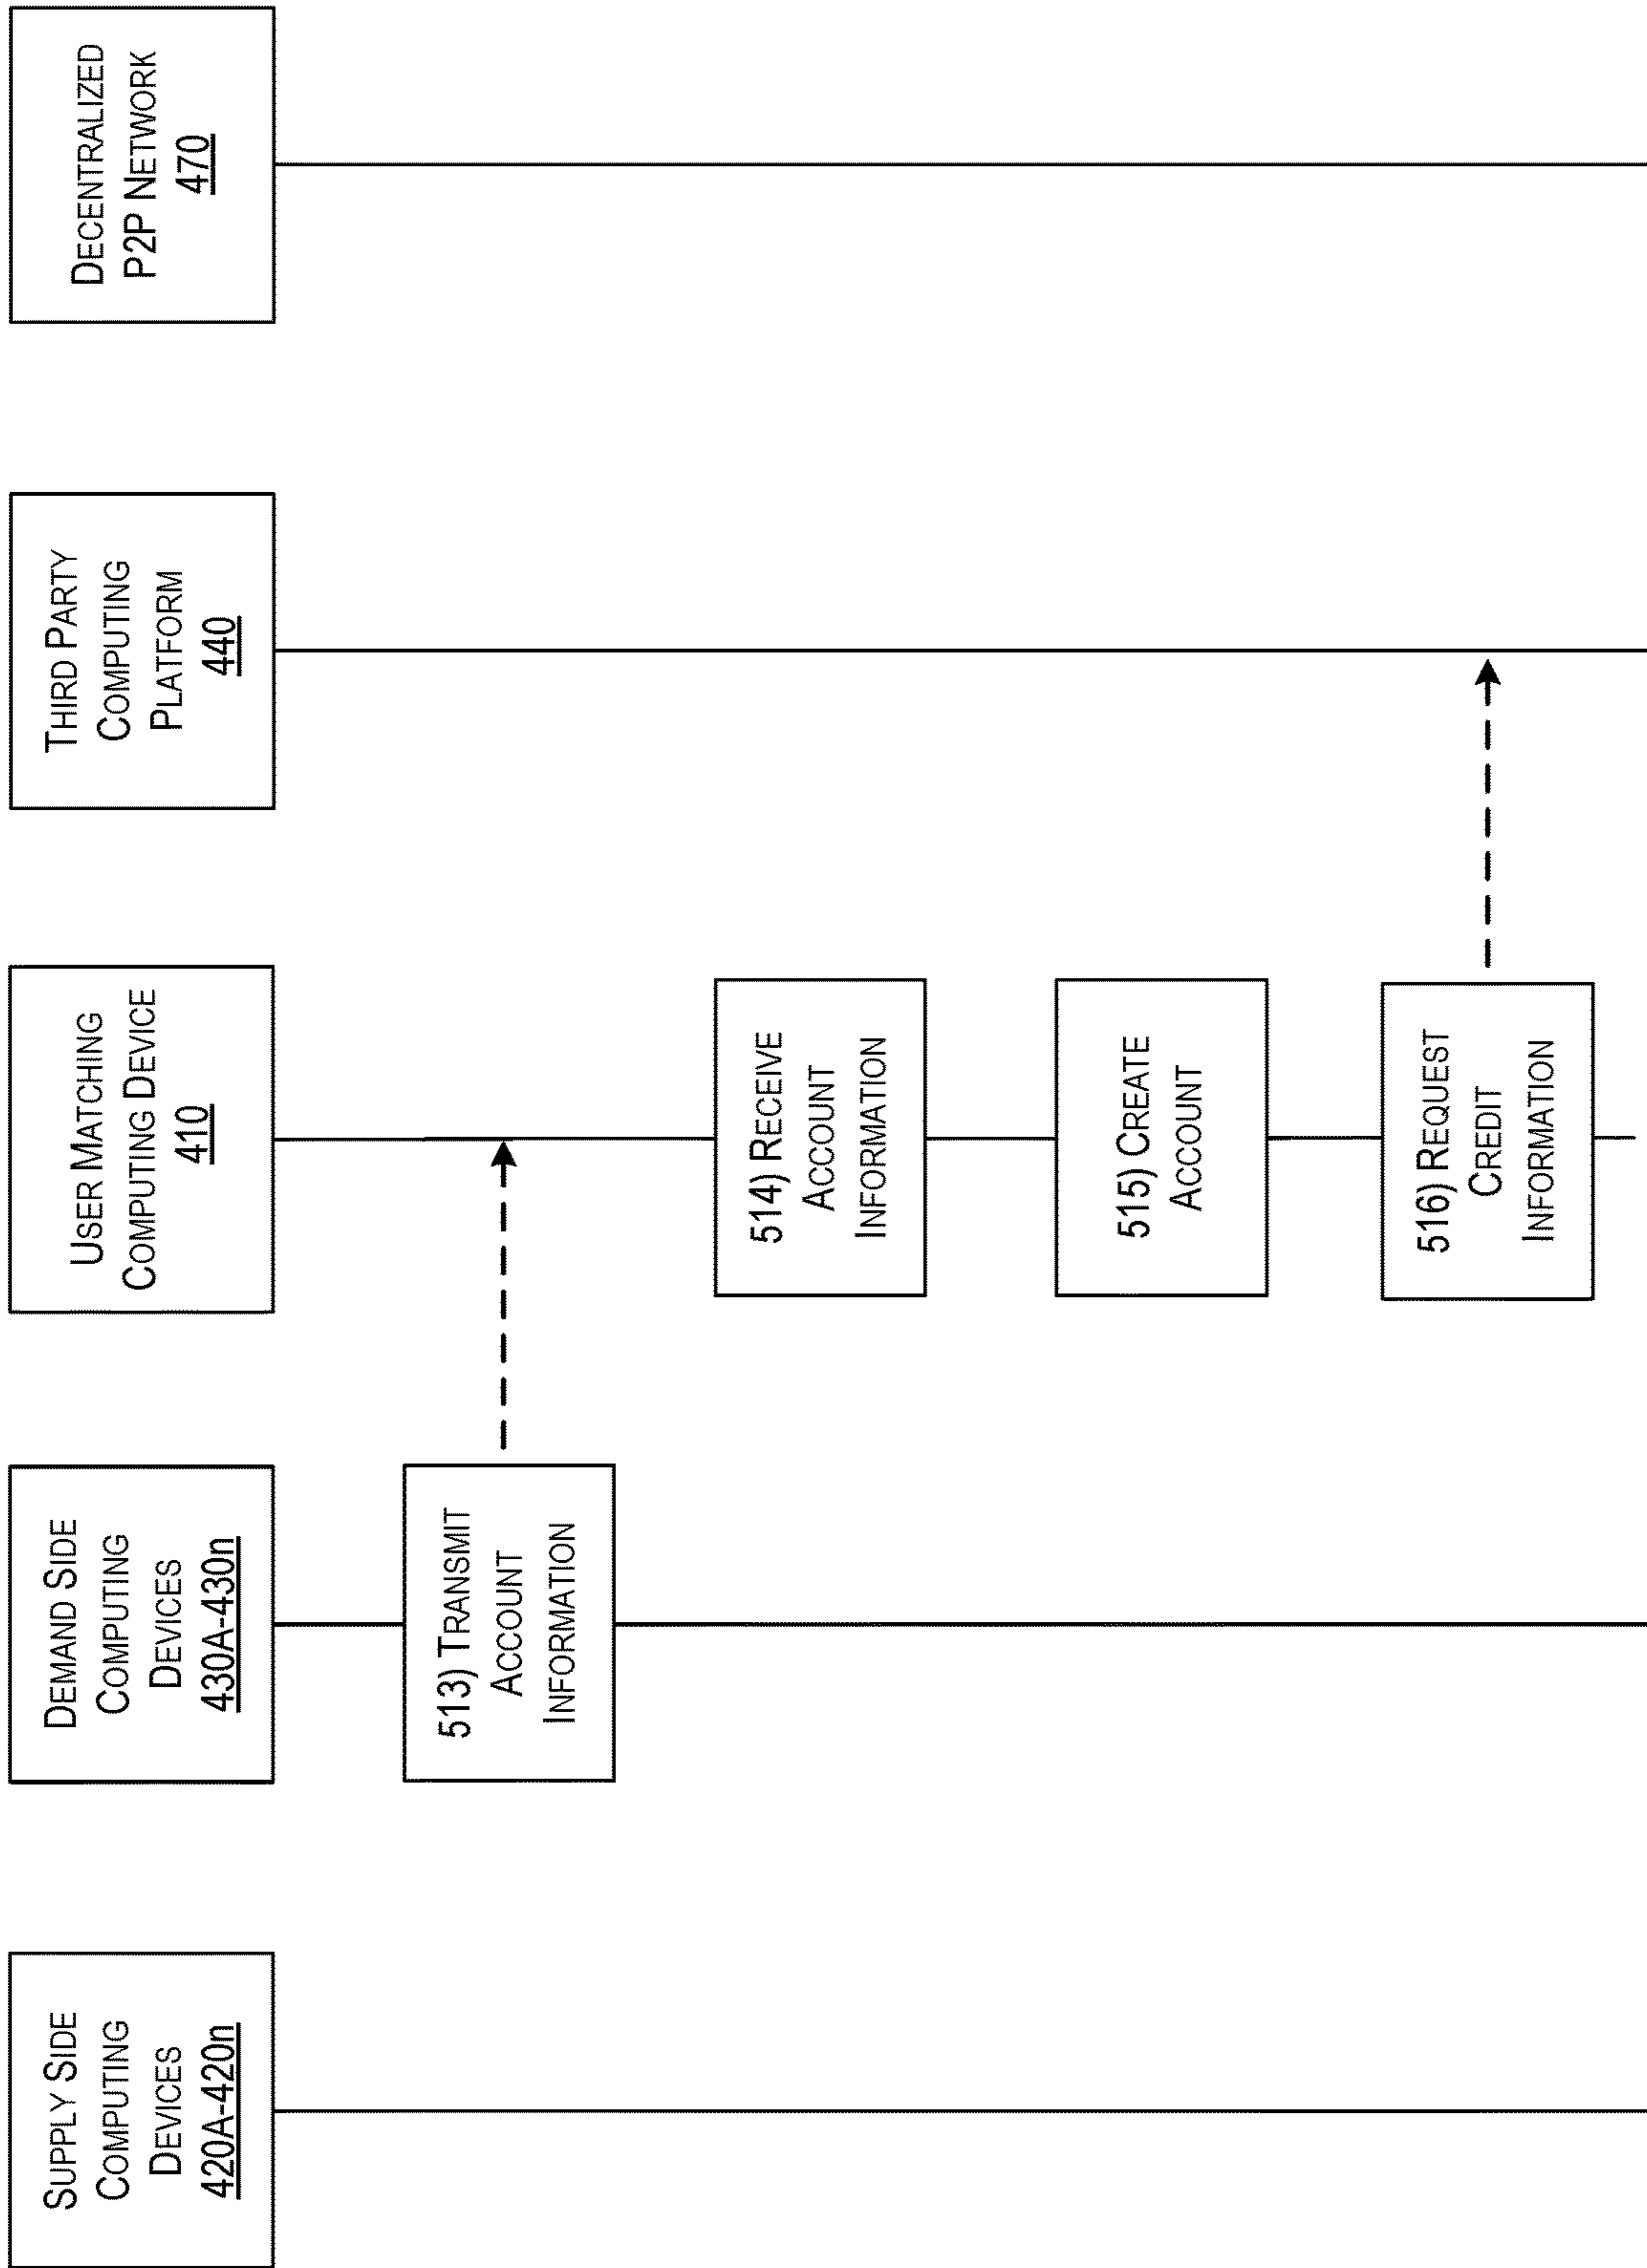 SUPPLY SIDE
COMPUTING
DEVICES
420A-420n
DEMAND SIDE
COMPUTING
DEVICES
430A-430n
USER MATCHING
COMPUTING DEVICE
410
THIRD PARTY
COMPUTING
PLATFORM
440
DECENTRALIZED
P2P NETWORK
470
513) TRANSMIT
ACCOUNT
INFORMATION
514) RECEIVE
ACCOUNT
INFORMATION
515) CREATE
ACCOUNT
516) REQUEST
CREDIT
INFORMATION